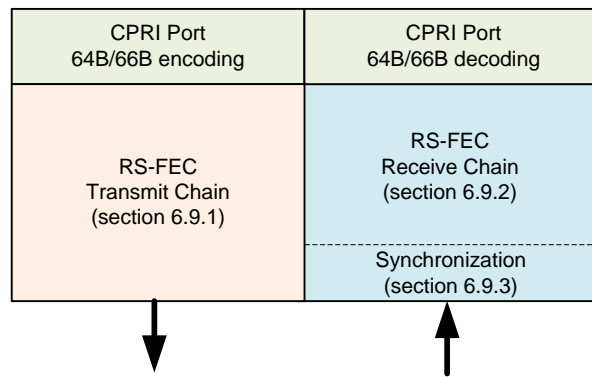 CPRI Port
64B/66B encoding
CPRI Port
64B/66B decoding
RS-FEC
Transmit Chain
(section 6.9.1)
RS-FEC
Receive Chain
(section 6.9.2)
Synchronization
(section 6.9.3)